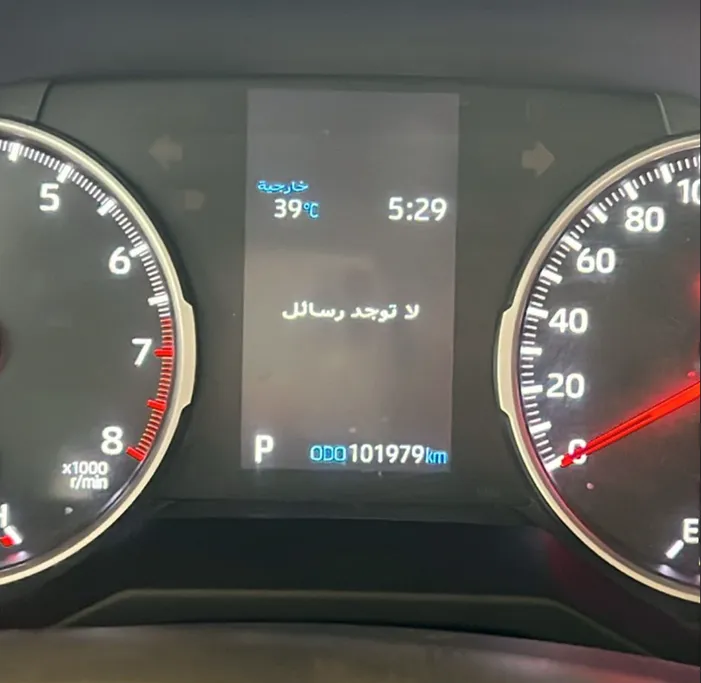 5
6
7
8
x1000
r/min
H
خارجية
39°C
5:29
لا توجد رسائل
P
ODO 101979 km
80
60
40
20
0
E